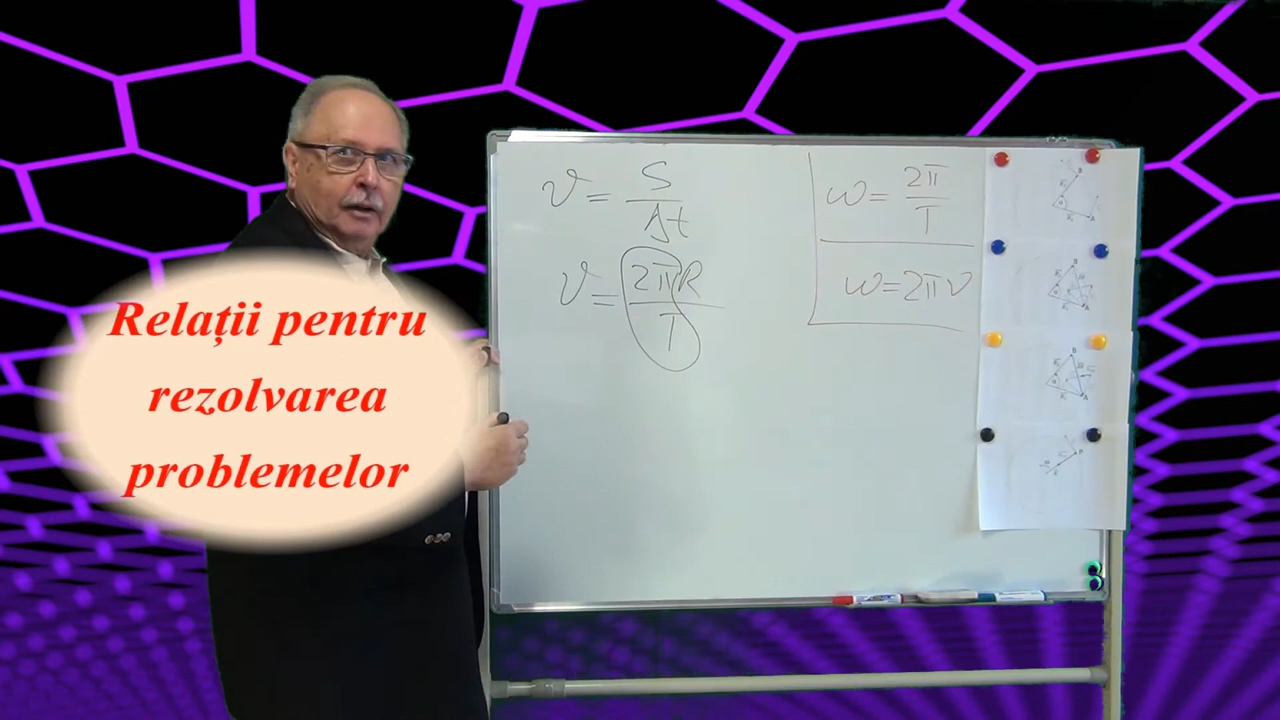 Relații pentru
rezolvarea
problemelor
v = S / Δt
v = 2πR / T
ω = 2π / T
ω = 2πν